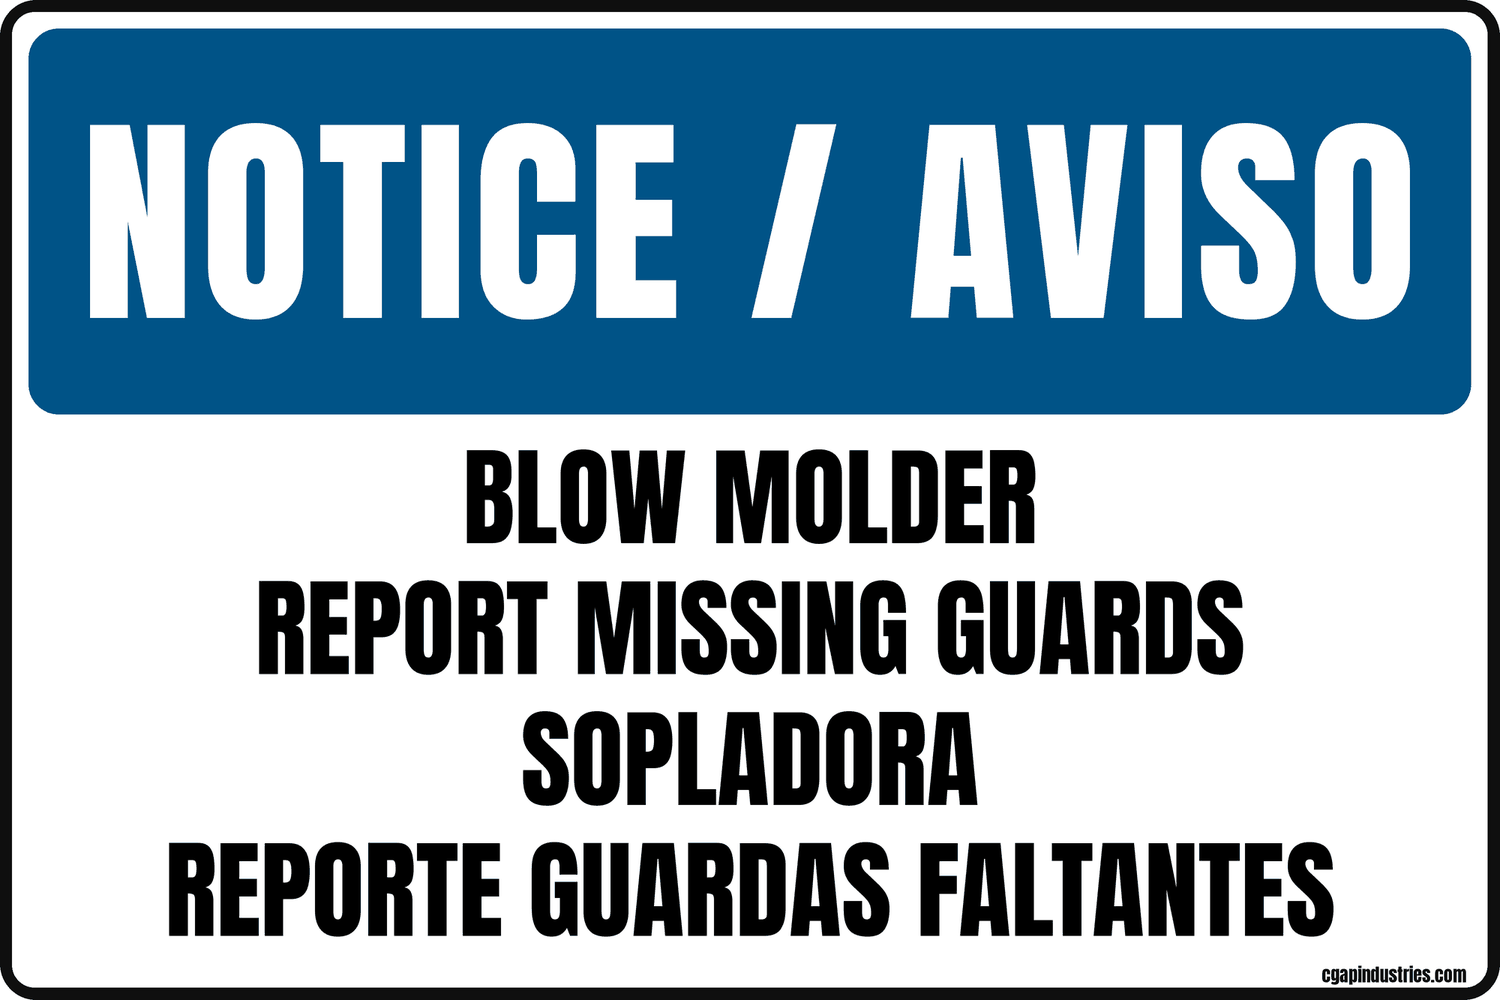 NOTICE / AVISO
BLOW MOLDER
REPORT MISSING GUARDS
SOPLADORA
REPORTE GUARDAS FALTANTES
cgapindustries.com